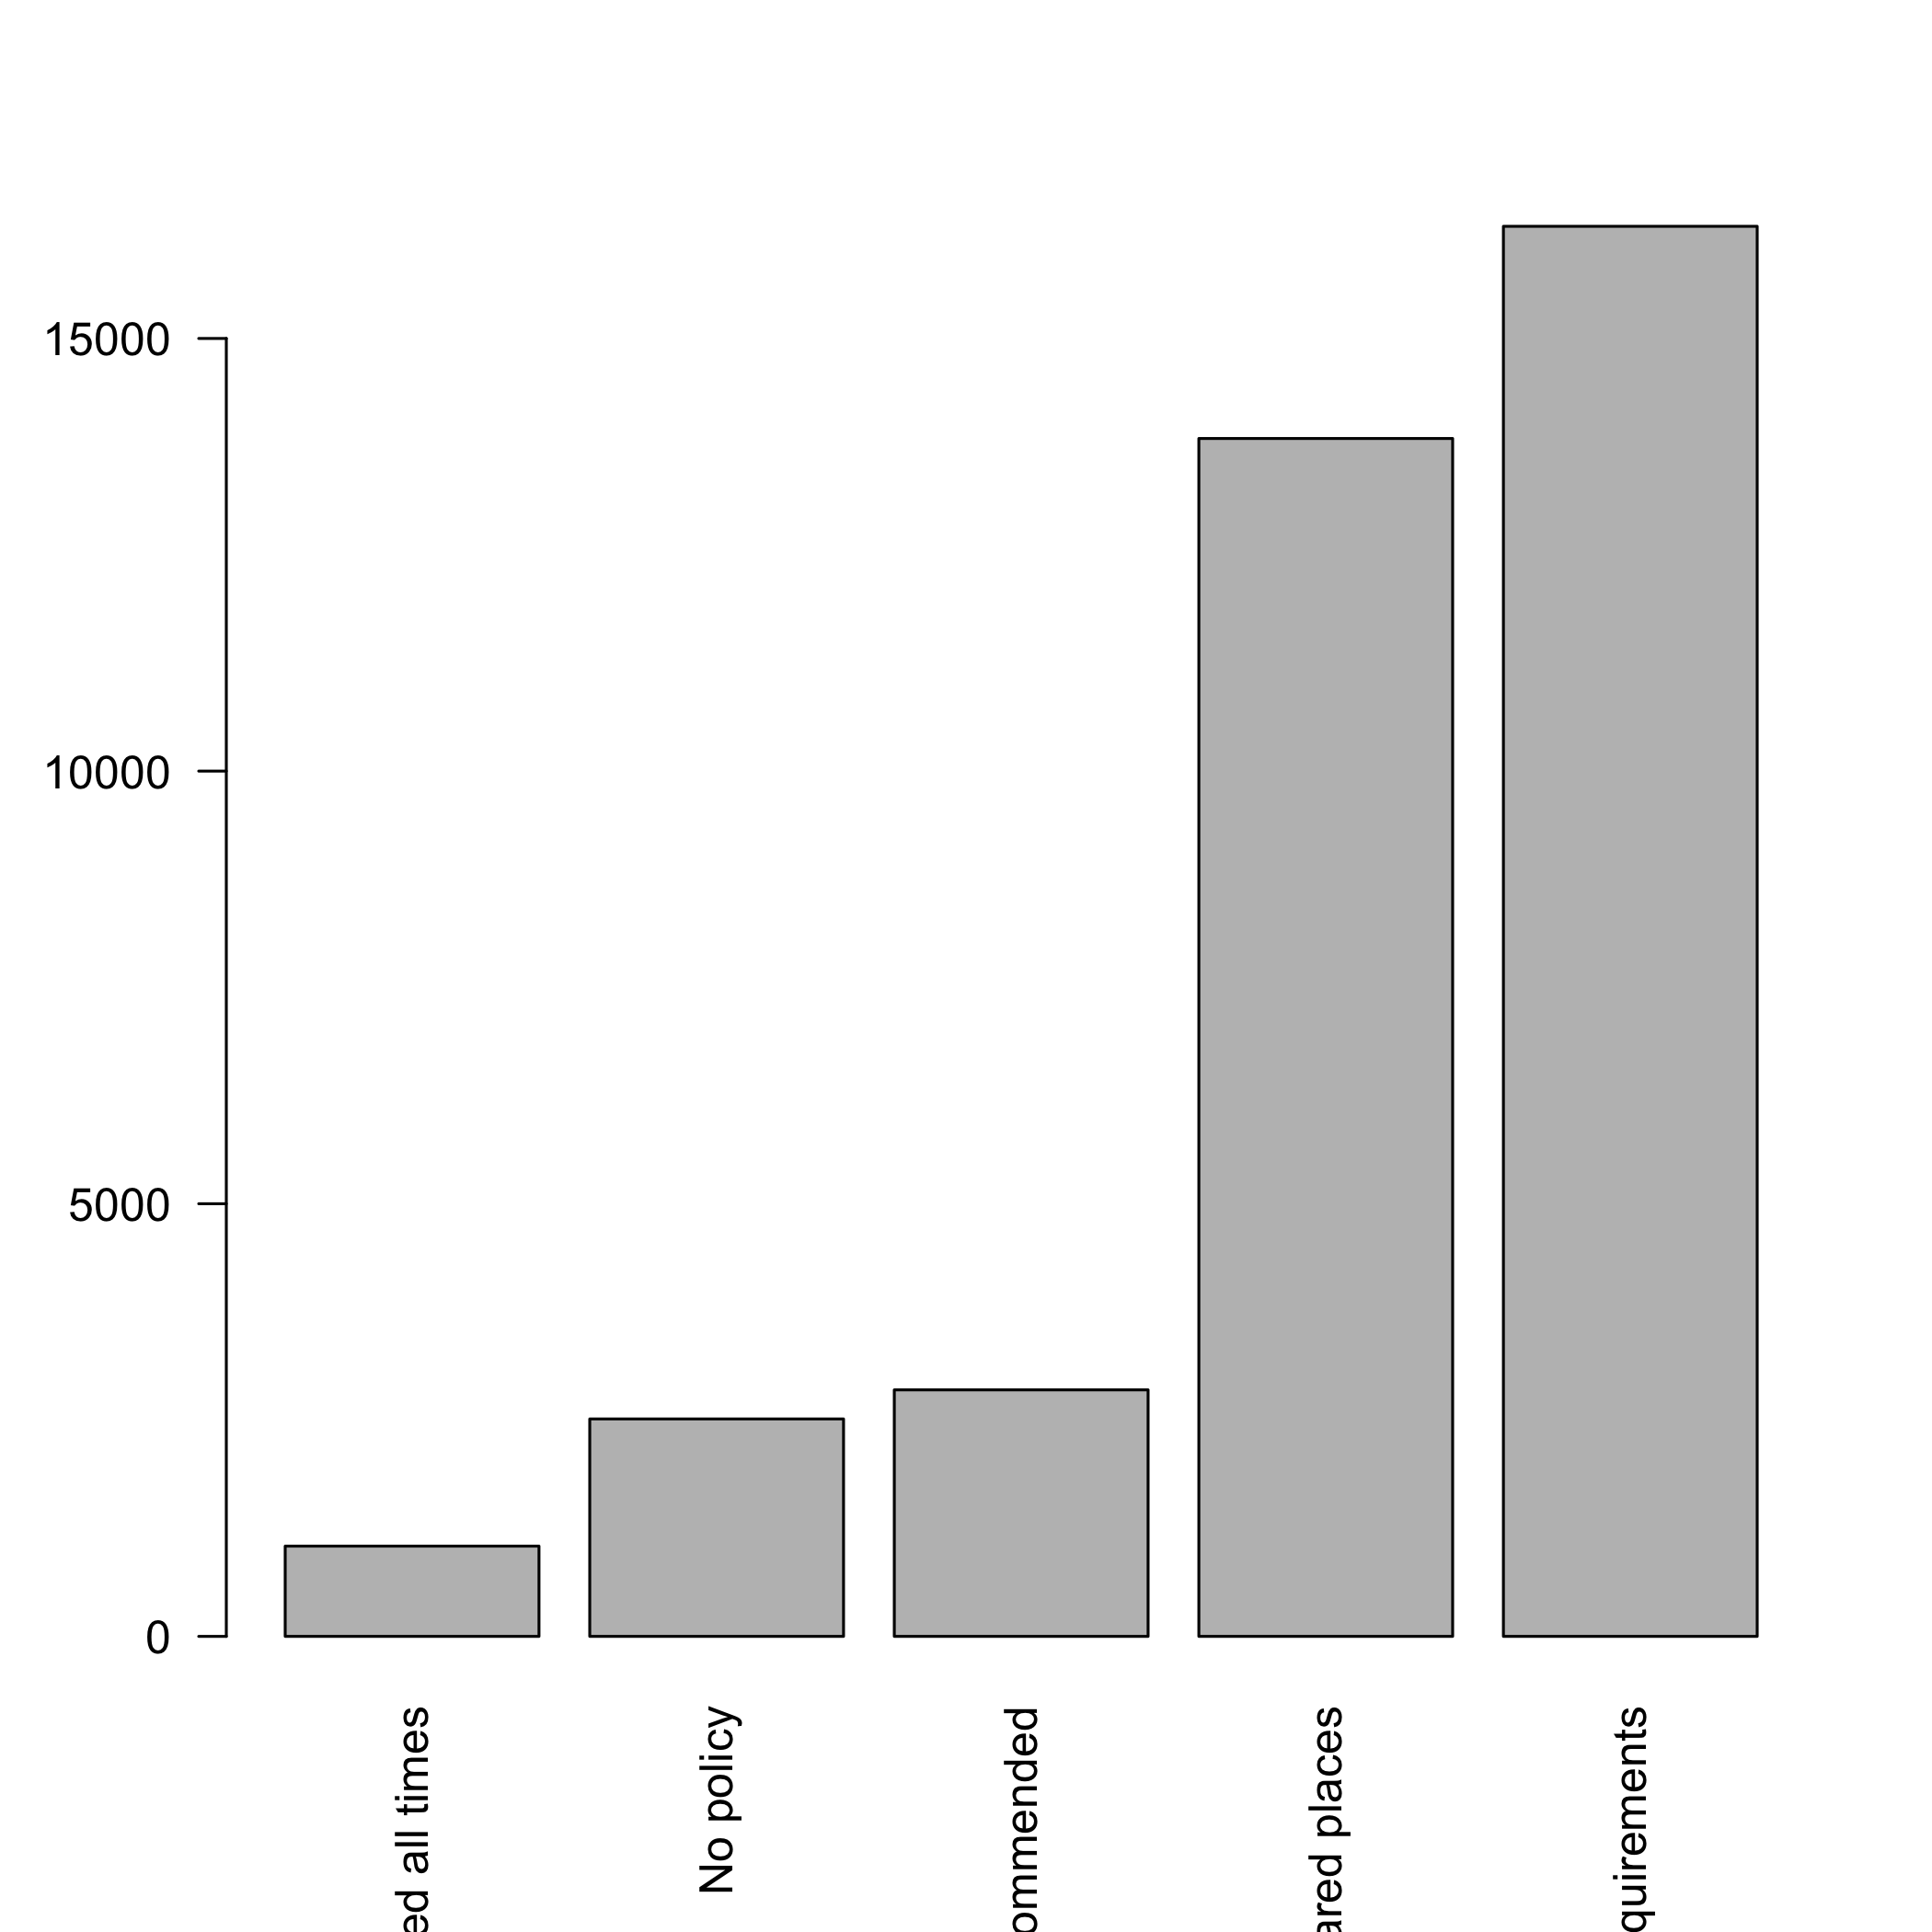 15000
10000
5000
0
ed all times
No policy
ommended
ared places
quirements